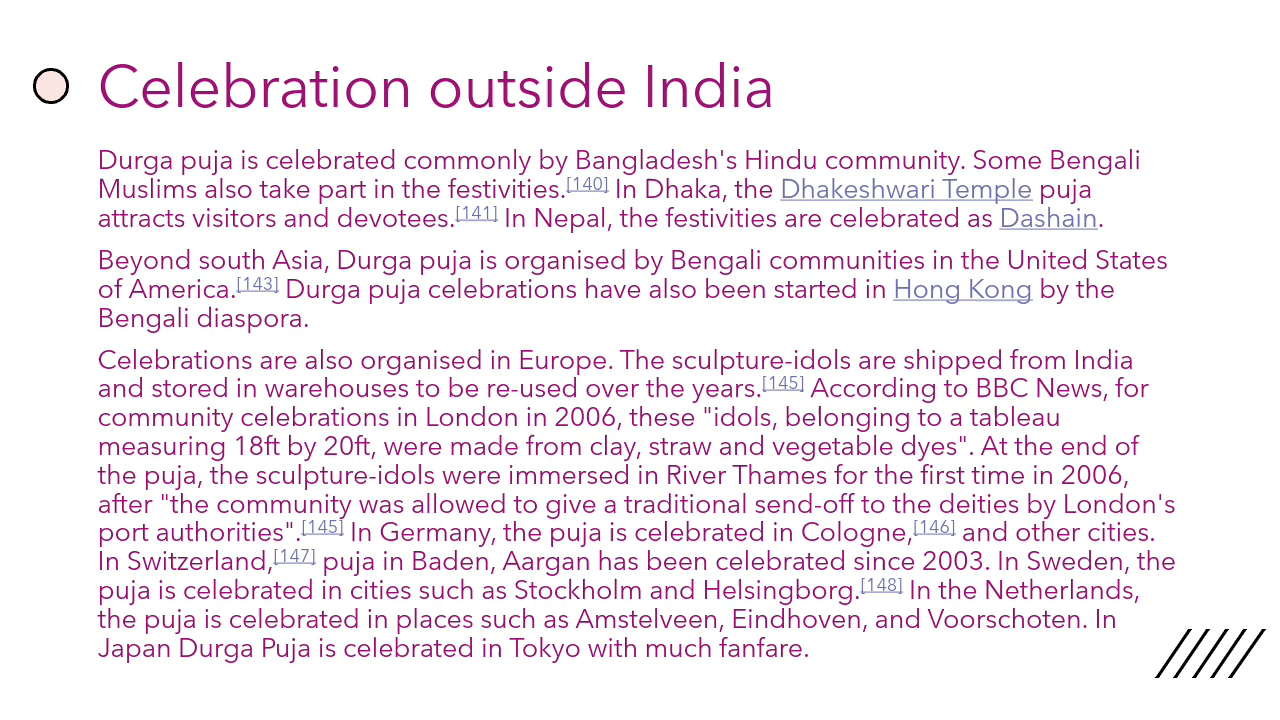 Celebration outside India
Durga puja is celebrated commonly by Bangladesh's Hindu community. Some Bengali
Muslims also take part in the festivities.[140] In Dhaka, the Dhakeshwari Temple puja
attracts visitors and devotees.[141] In Nepal, the festivities are celebrated as Dashain.
Beyond south Asia, Durga puja is organised by Bengali communities in the United States
of America.[143] Durga puja celebrations have also been started in Hong Kong by the
Bengali diaspora.
Celebrations are also organised in Europe. The sculpture-idols are shipped from India
and stored in warehouses to be re-used over the years.[145] According to BBC News, for
community celebrations in London in 2006, these "idols, belonging to a tableau
measuring 18ft by 20ft, were made from clay, straw and vegetable dyes". At the end of
the puja, the sculpture-idols were immersed in River Thames for the first time in 2006,
after "the community was allowed to give a traditional send-off to the deities by London's
port authorities".[145] In Germany, the puja is celebrated in Cologne,[146] and other cities.
In Switzerland,[147] puja in Baden, Aargan has been celebrated since 2003. In Sweden, the
puja is celebrated in cities such as Stockholm and Helsingborg.[148] In the Netherlands,
the puja is celebrated in places such as Amstelveen, Eindhoven, and Voorschoten. In
Japan Durga Puja is celebrated in Tokyo with much fanfare.